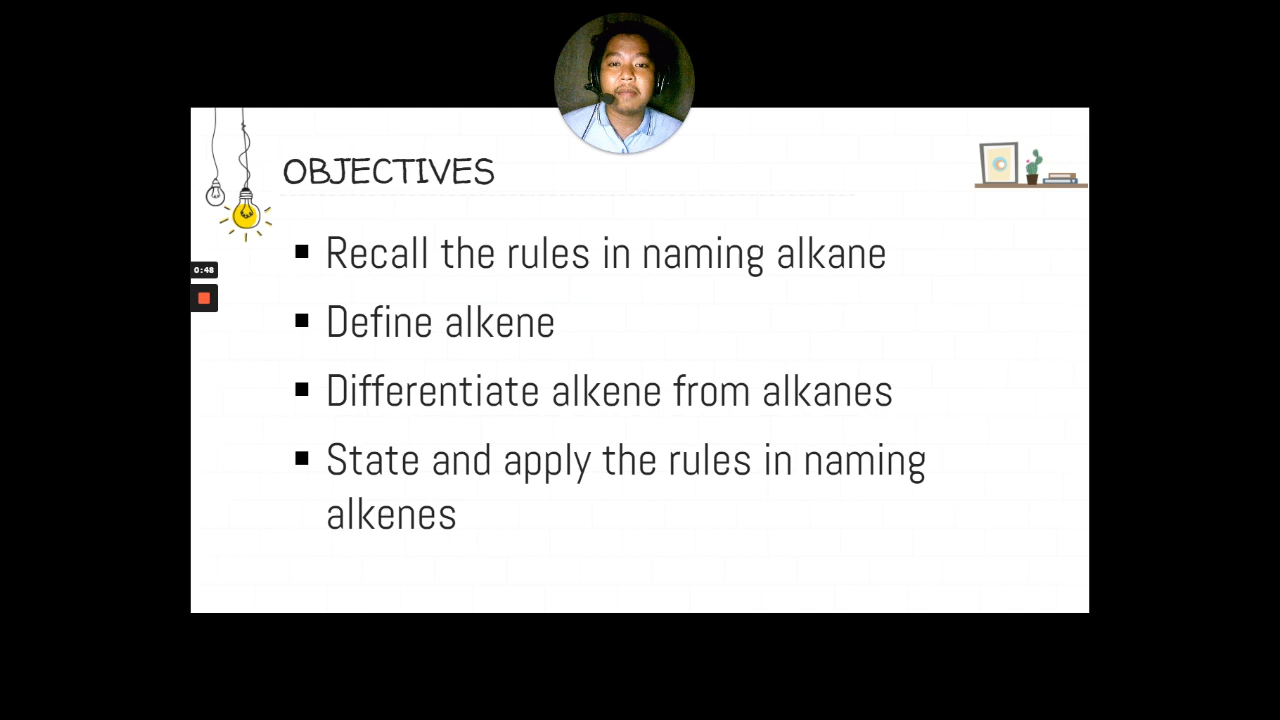 OBJECTIVES
0:48
▪ Recall the rules in naming alkane
▪ Define alkene
▪ Differentiate alkene from alkanes
▪ State and apply the rules in naming
alkenes